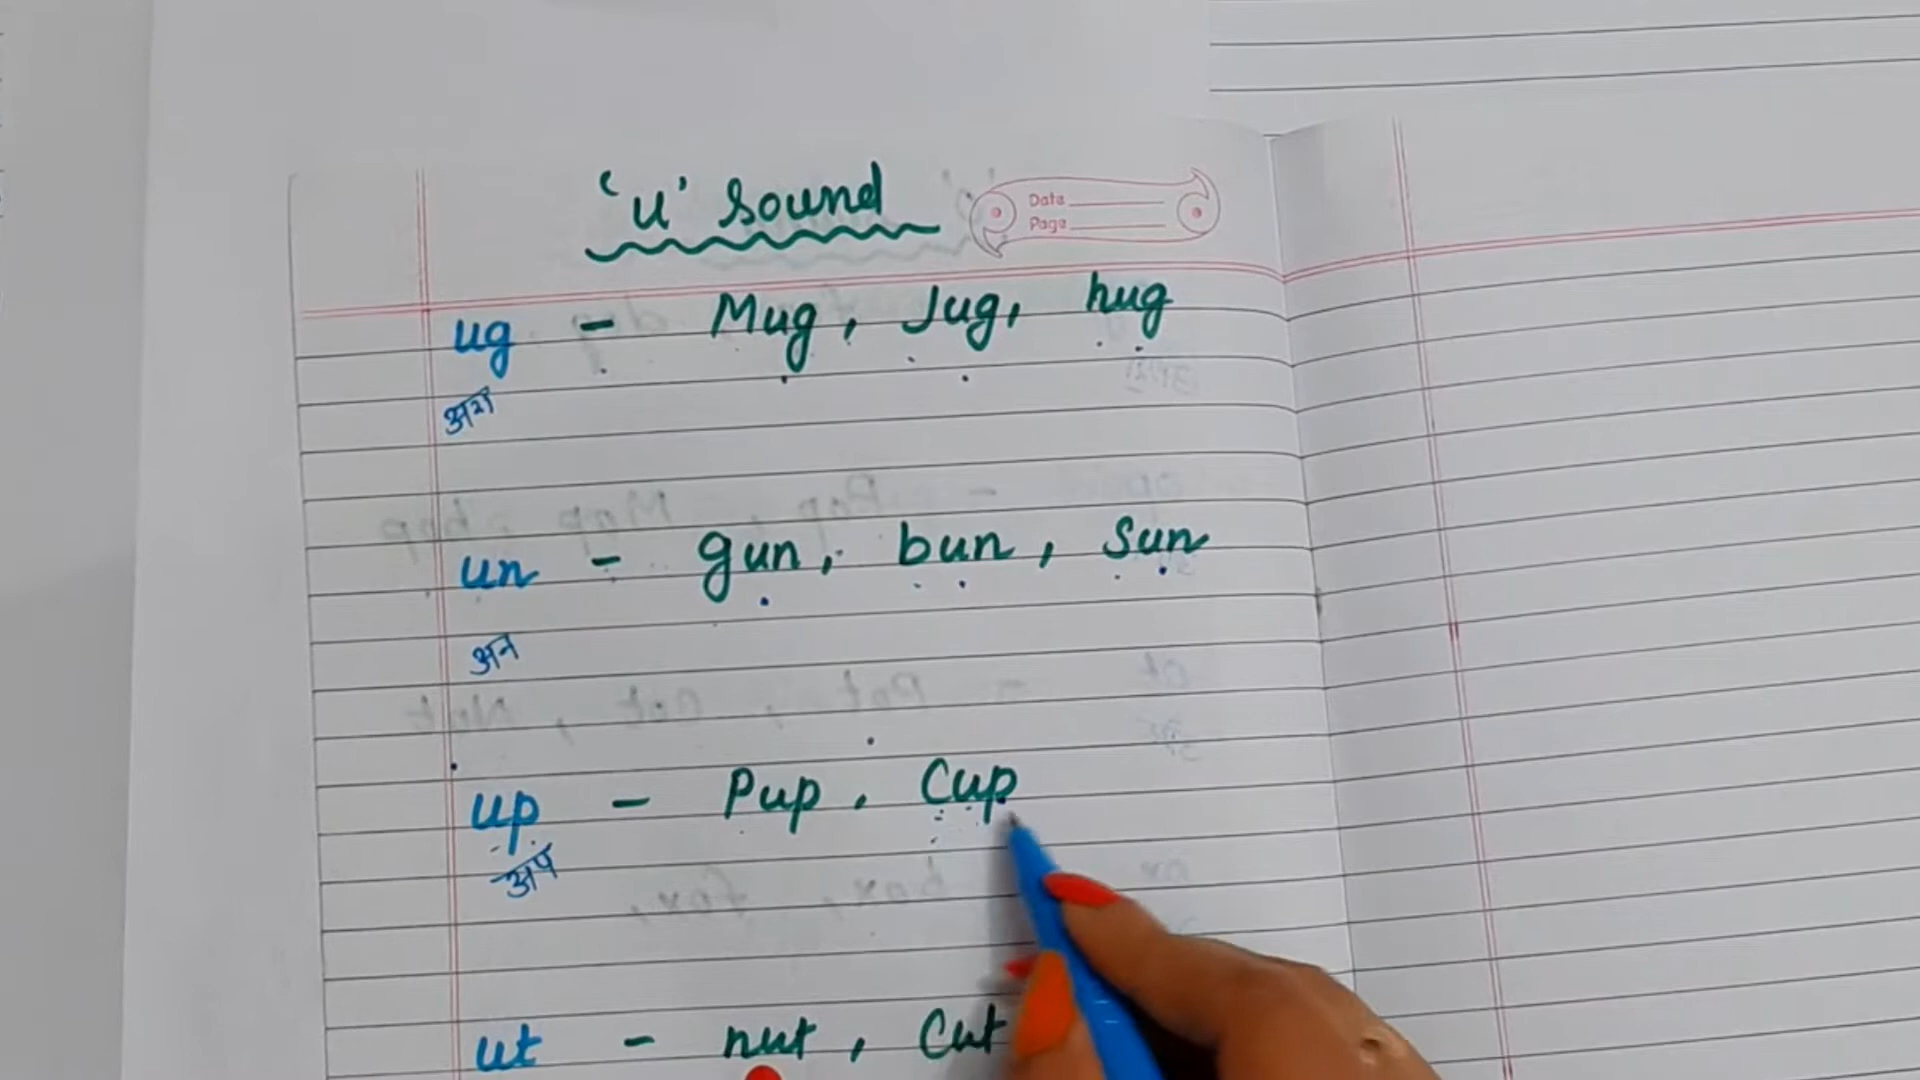 'u' sound
Date
Page
ug - Mug, Jug, hug
अग
un - gun, bun, Sun
अन
up - Pup, Cup
अप
ut - nut, Cut